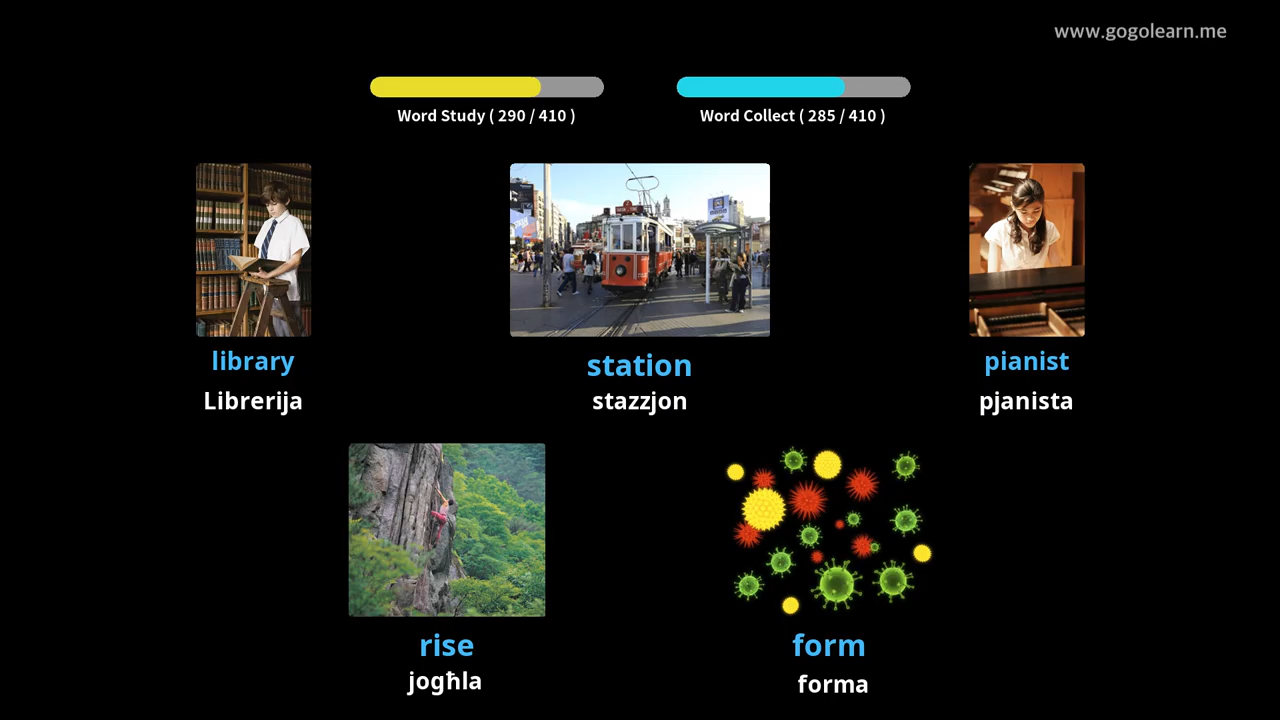 www.gogolearn.me
Word Study ( 290 / 410 )
Word Collect ( 285 / 410 )
library
station
pianist
Librerija
stazzjon
pjanista
rise
form
jogħla
forma